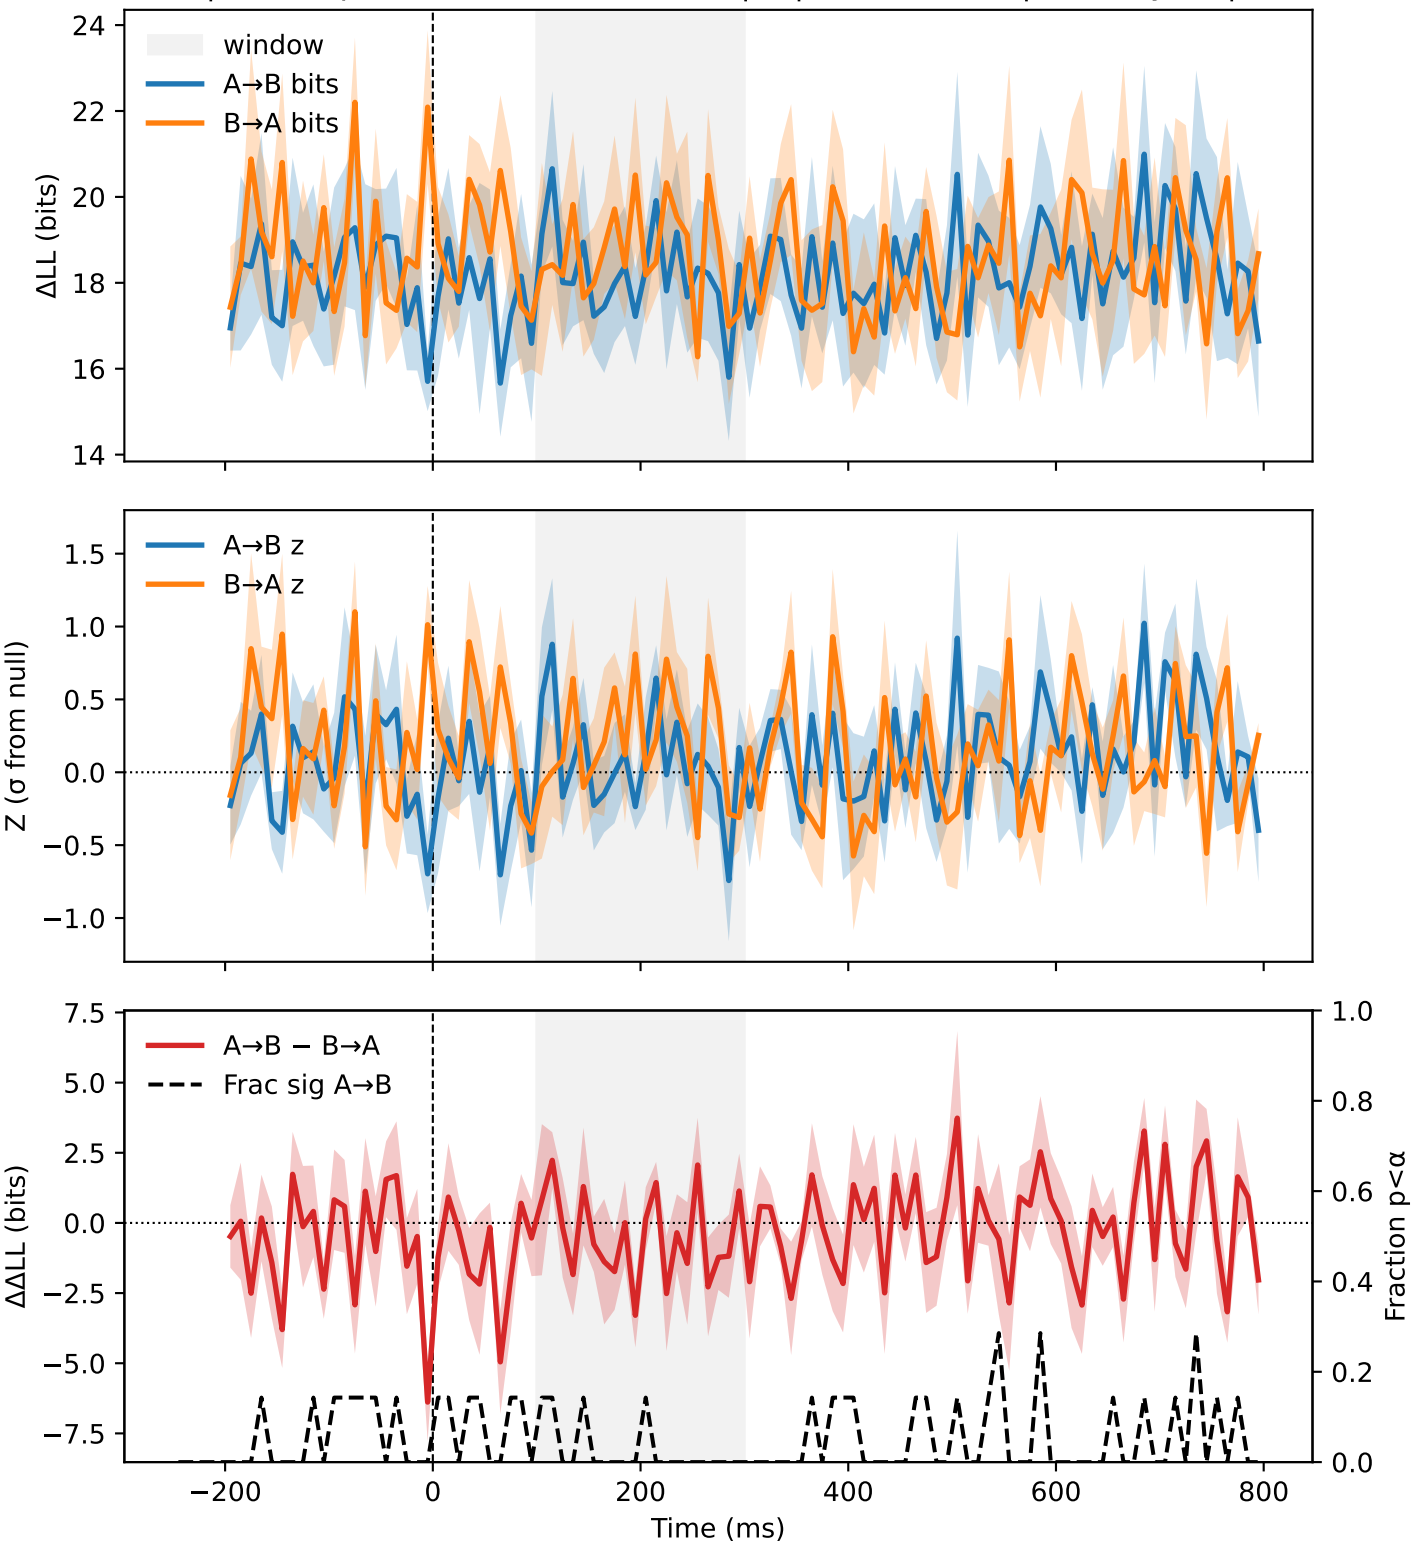 24
22
20
18
16
14
ΔLL (bits)
window
A→B bits
B→A bits
1.5
1.0
0.5
0.0
−0.5
−1.0
Z (σ from null)
A→B z
B→A z
7.5
5.0
2.5
0.0
−2.5
−5.0
−7.5
ΔΔLL (bits)
A→B − B→A
Frac sig A→B
1.0
0.8
0.6
0.4
0.2
0.0
Fraction p<α
−200 0 200 400 600 800
Time (ms)